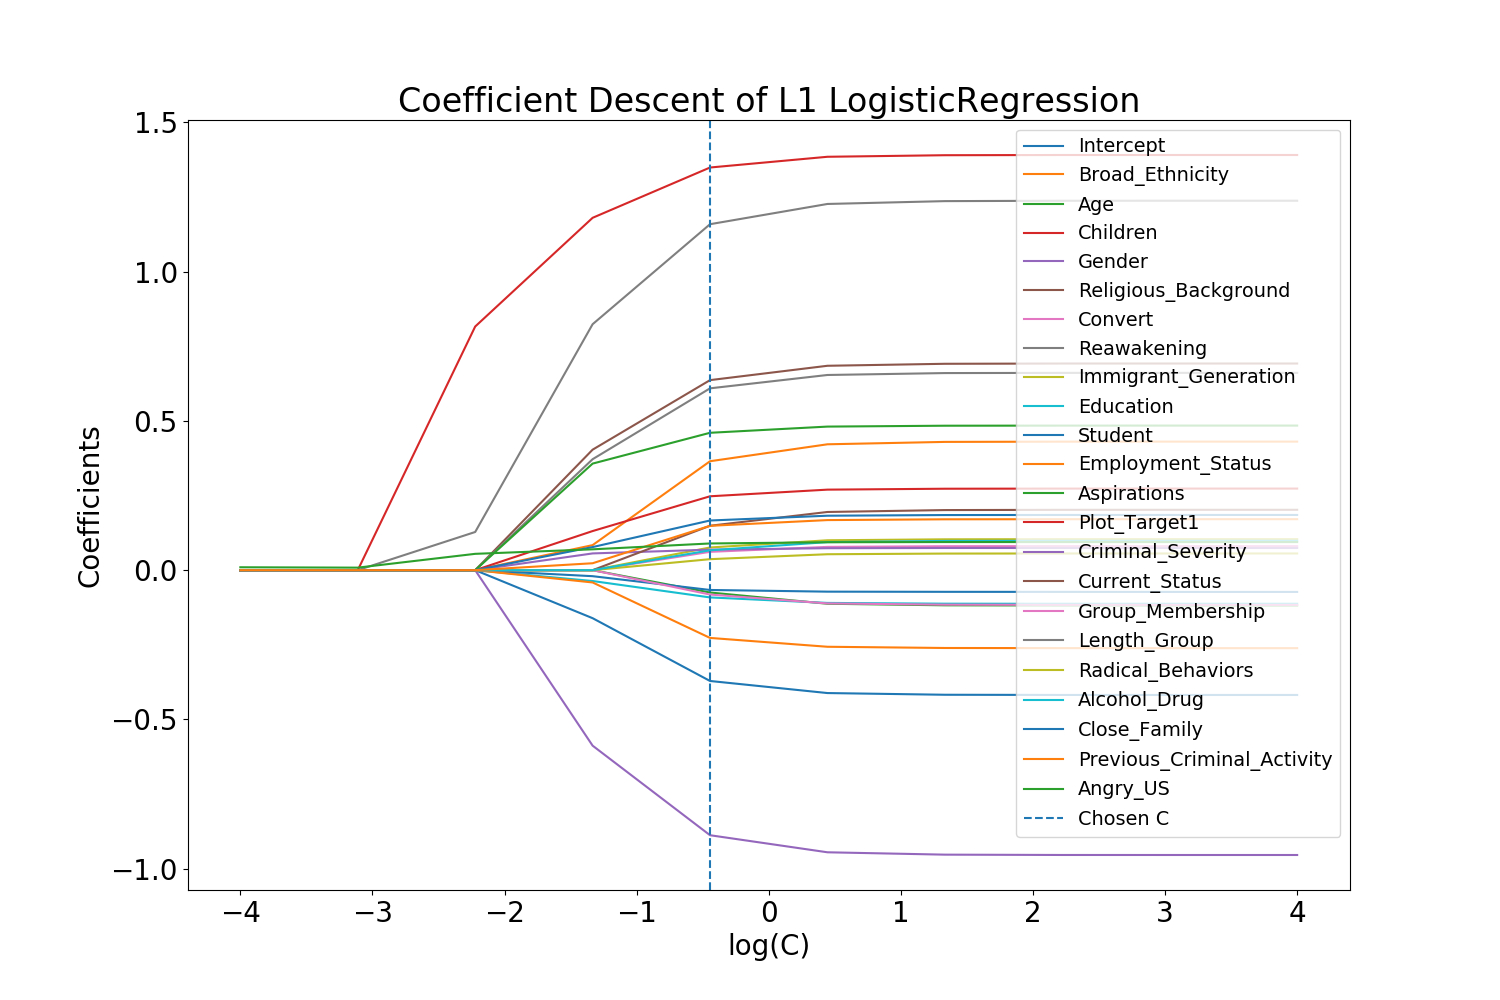 Coefficient Descent of L1 LogisticRegression
1.5
1.0
0.5
0.0
−0.5
−1.0
Coefficients
Intercept
Broad_Ethnicity
Age
Children
Gender
Religious_Background
Convert
Reawakening
Immigrant_Generation
Education
Student
Employment_Status
Aspirations
Plot_Target1
Criminal_Severity
Current_Status
Group_Membership
Length_Group
Radical_Behaviors
Alcohol_Drug
Close_Family
Previous_Criminal_Activity
Angry_US
Chosen C
−4 −3 −2 −1 0 1 2 3 4
log(C)